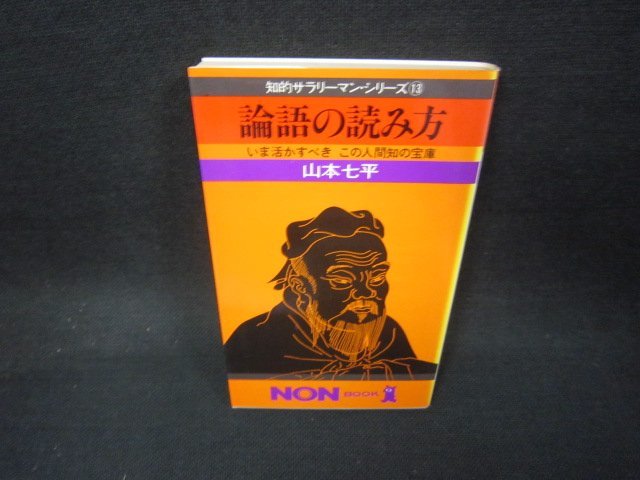 知的サラリーマン・シリーズ⑬
論語の読み方
いま活かすべき この人間知の宝庫
山本七平
NON BOOK